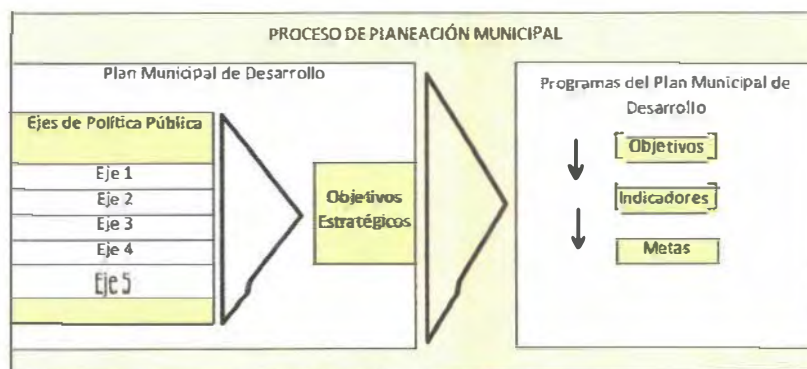 PROCESO DE PLANEACIÓN MUNICIPAL
Plan Municipal de Desarrollo
Ejes de Política Pública
Eje 1
Eje 2
Eje 3
Eje 4
Eje 5
Objetivos
Estratégicos
Programas del Plan Municipal de
Desarrollo
Objetivos
Indicadores
Metas